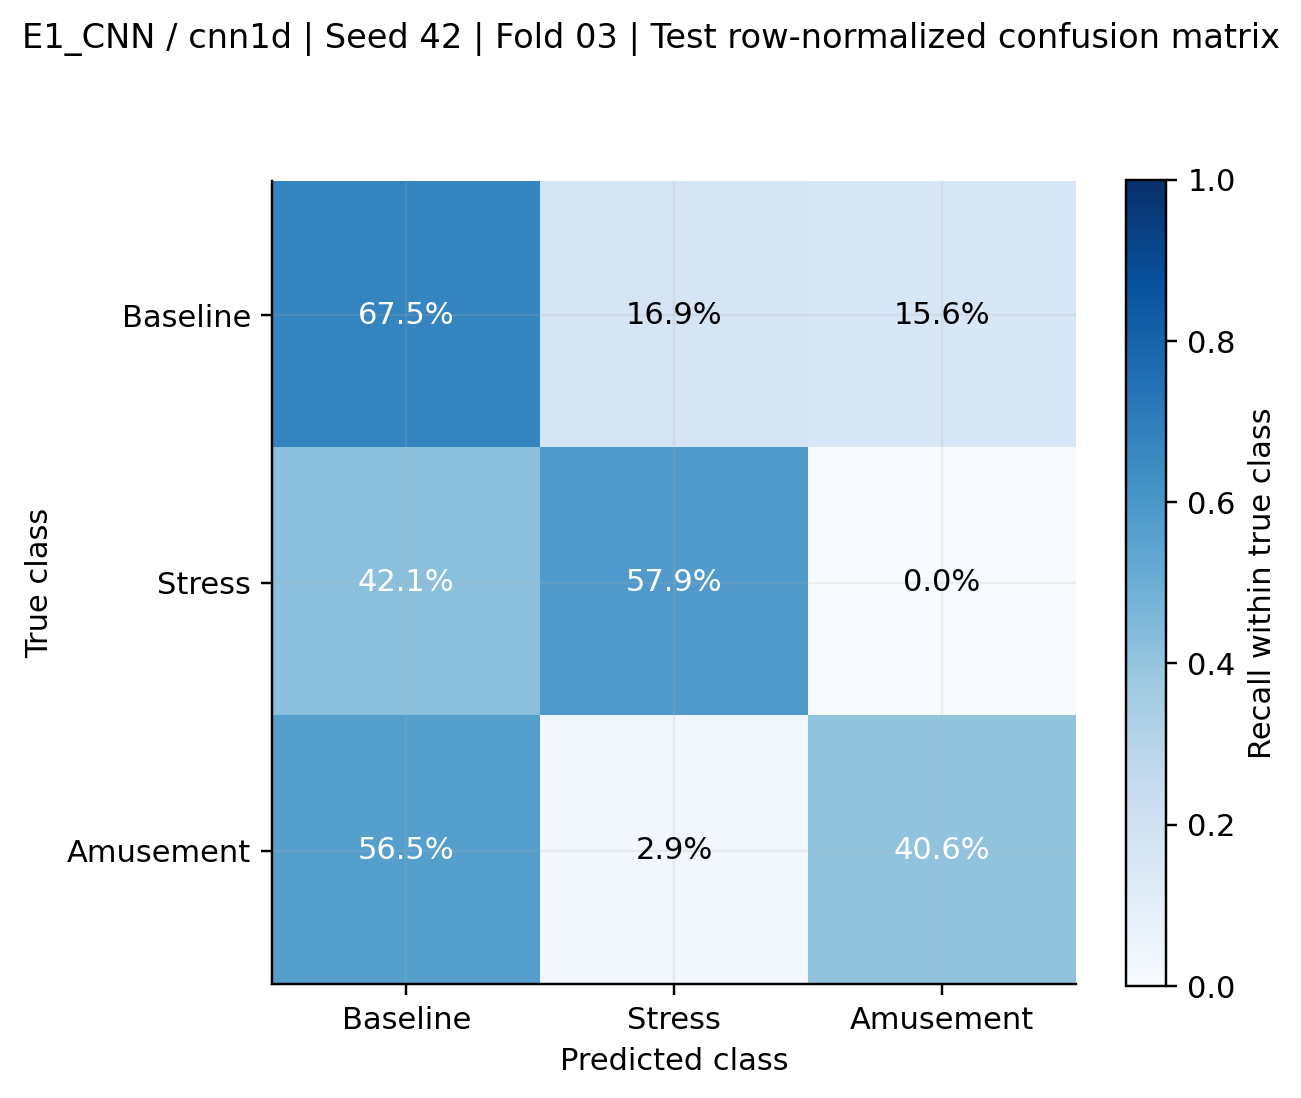 E1_CNN / cnn1d | Seed 42 | Fold 03 | Test row-normalized confusion matrix
1.0
0.8
0.6
0.4
0.2
0.0
Recall within true class
True class
Baseline
67.5%
16.9%
15.6%
Stress
42.1%
57.9%
0.0%
Amusement
56.5%
2.9%
40.6%
Baseline
Stress
Amusement
Predicted class